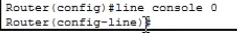 Router(config)#line console 0
Router(config-line)#